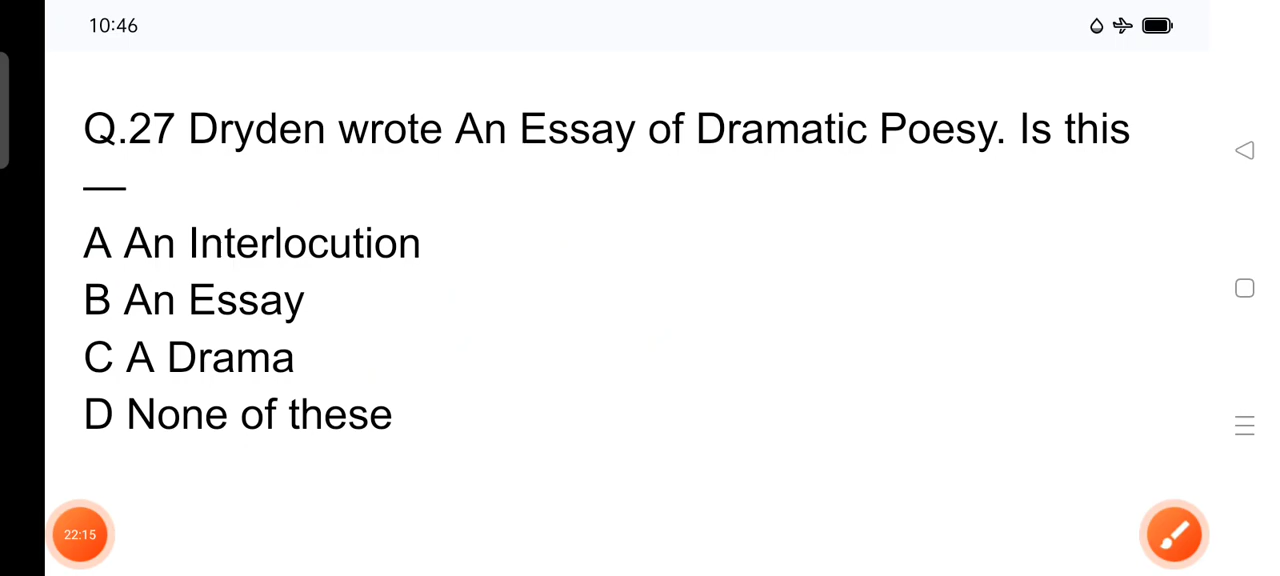 10:46
Q.27 Dryden wrote An Essay of Dramatic Poesy. Is this
__
A An Interlocution
B An Essay
C A Drama
D None of these
22:15